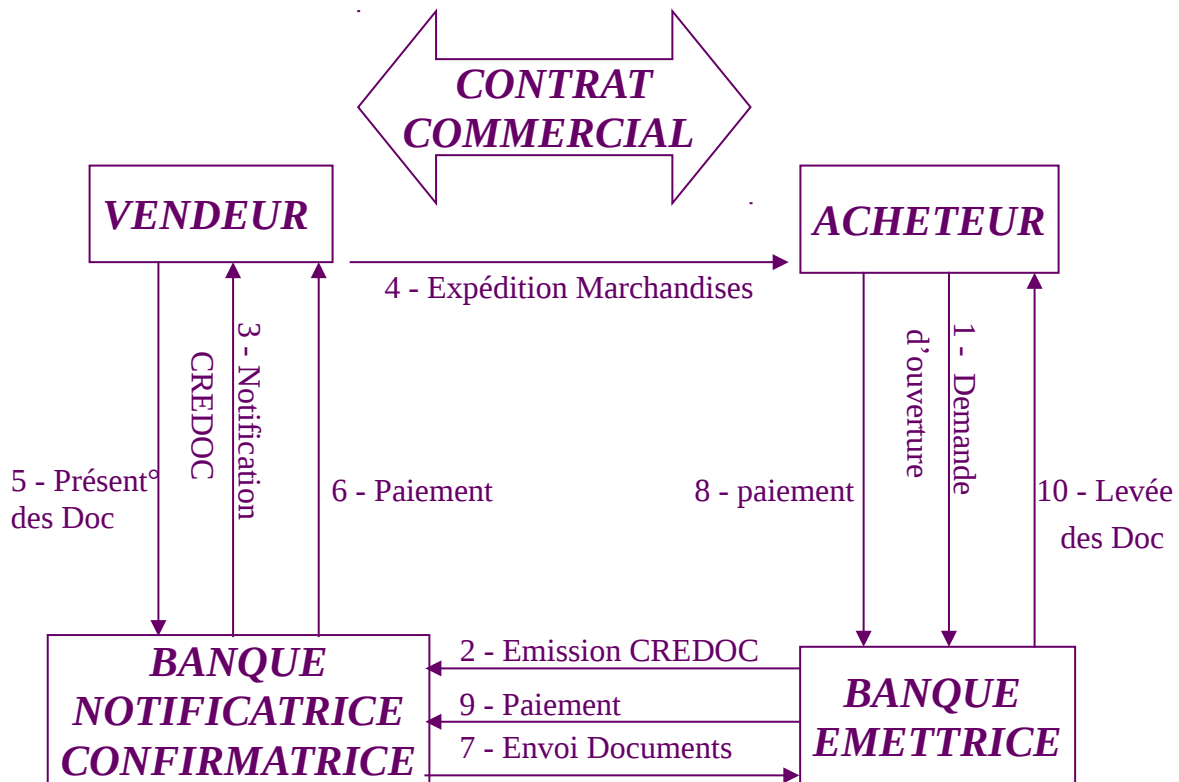 CONTRAT
COMMERCIAL
VENDEUR
ACHETEUR
4 - Expédition Marchandises
3 - Notification
CREDOC
1 - Demande
d’ouverture
5 - Présent°
des Doc
6 - Paiement
8 - paiement
10 - Levée
des Doc
2 - Emission CREDOC
9 - Paiement
7 - Envoi Documents
BANQUE
NOTIFICATRICE
CONFIRMATRICE
BANQUE
EMETTRICE